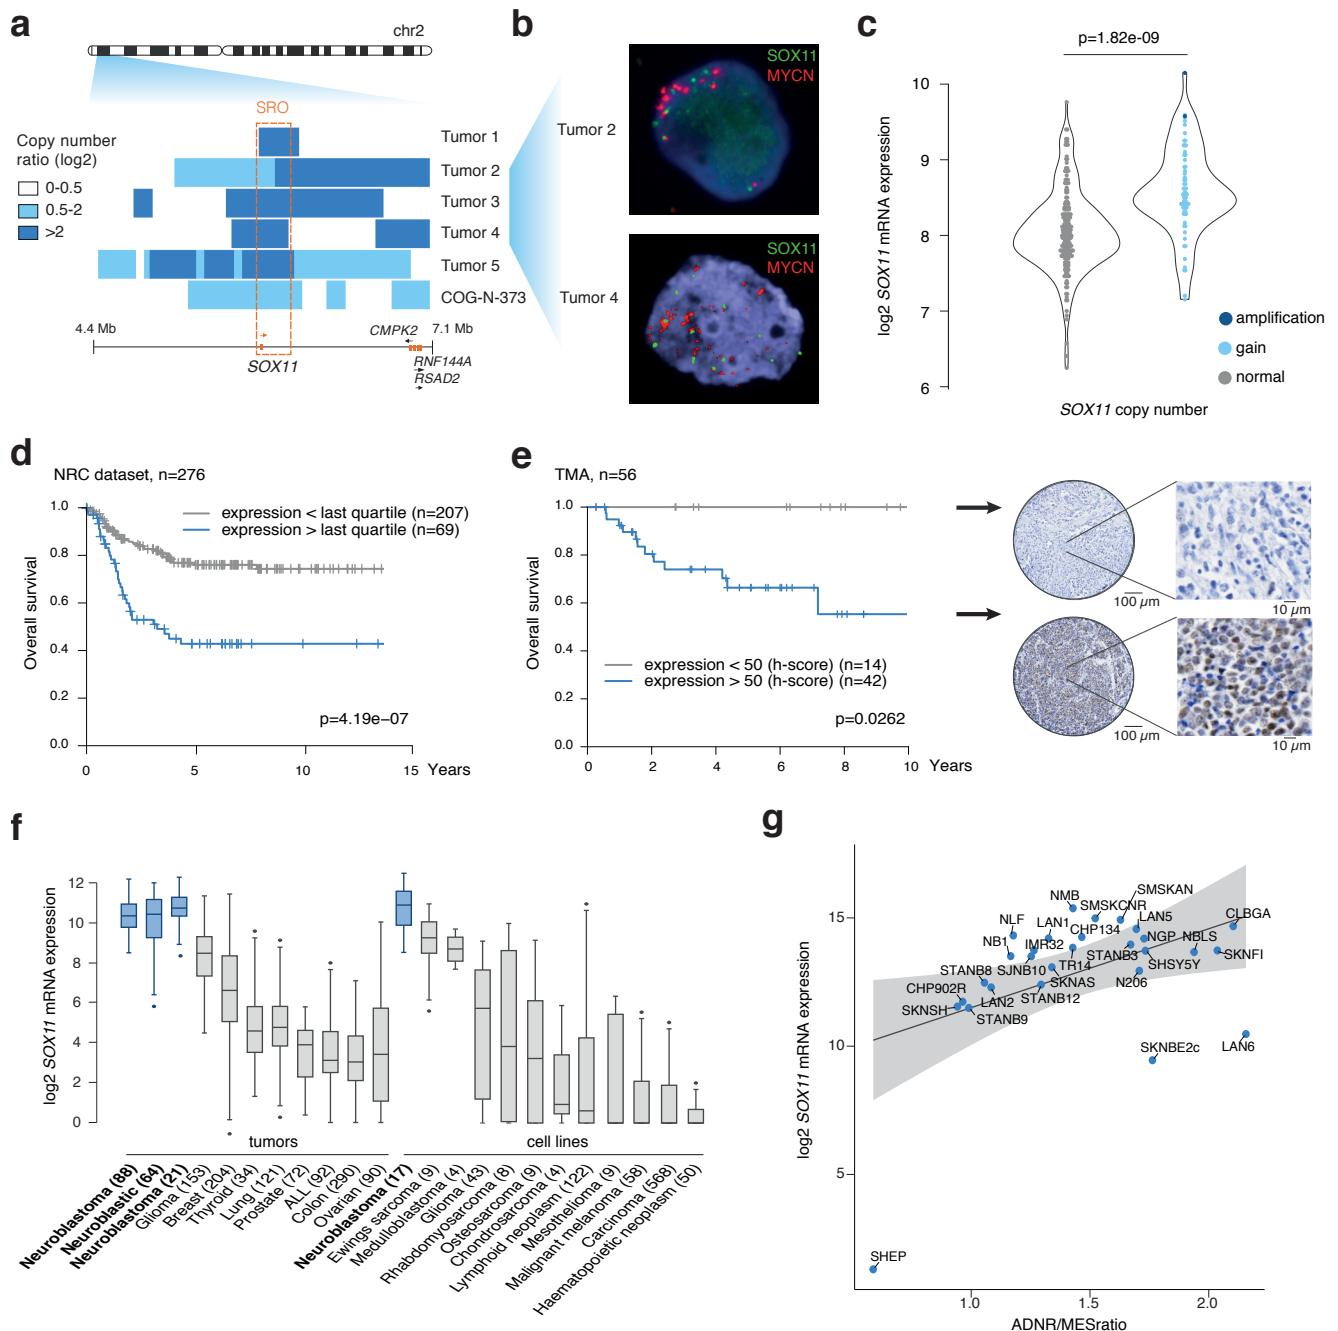 a
chr2
SRO
Copy number
ratio (log2)
0-0.5
0.5-2
>2
Tumor 1
Tumor 2
Tumor 3
Tumor 4
Tumor 5
COG-N-373
4.4 Mb
CMPK2
7.1 Mb
SOX11
RNF144A
RSAD2
b
Tumor 2
SOX11
MYCN
Tumor 4
SOX11
MYCN
c
p=1.82e-09
log2 SOX11 mRNA expression
10
9
8
7
6
amplification
gain
normal
SOX11 copy number
d
NRC dataset, n=276
Overall survival
1.0
0.8
0.6
0.4
0.2
0.0
expression < last quartile (n=207)
expression > last quartile (n=69)
p=4.19e-07
0
5
10
15
Years
e
TMA, n=56
Overall survival
1.0
0.8
0.6
0.4
0.2
0.0
expression < 50 (h-score) (n=14)
expression > 50 (h-score) (n=42)
p=0.0262
0
2
4
6
8
10
Years
100 µm
10 µm
100 µm
10 µm
f
log2 SOX11 mRNA expression
12
10
8
6
4
2
0
tumors
cell lines
Neuroblastoma (88)
Neuroblastic (64)
Neuroblastoma (21)
Glioma (153)
Breast (204)
Thyroid (34)
Lung (121)
Prostate (72)
ALL (92)
Colon (290)
Ovarian (90)
Neuroblastoma (17)
Ewings sarcoma (9)
Medulloblastoma (4)
Glioma (43)
Rhabdomyosarcoma (8)
Osteosarcoma (9)
Chondrosarcoma (4)
Lymphoid neoplasm (122)
Mesothelioma (9)
Malignant melanoma (58)
Carcinoma (568)
Haematopoietic neoplasm (50)
g
log2 SOX11 mRNA expression
15
10
5
NMB
SMSKAN
SMSKCNR
NLF
LAN1
LAN5
CLBGA
CHP134
NB1
IMR32
NGP
NBLS
STANB3
SKNFI
STANB8
SJNB10
TR14
SHSY5Y
SKNAS
N206
CHP902R
LAN2
STANB12
SKNSH
STANB9
SKNBE2c
LAN6
SHEP
1.0
1.5
2.0
ADNR/MESratio